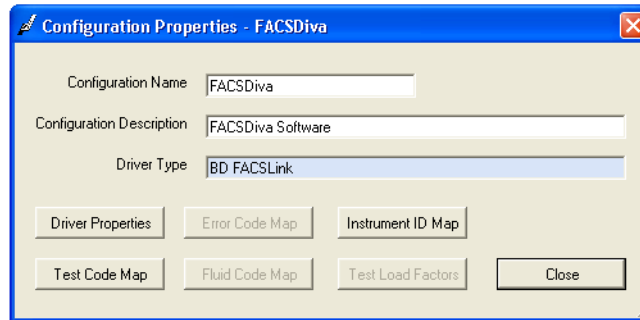 Configuration Properties - FACSDiva
Configuration Name FACSDiva
Configuration Description FACSDiva Software
Driver Type BD FACSLink
Driver Properties Error Code Map Instrument ID Map
Test Code Map Fluid Code Map Test Load Factors Close